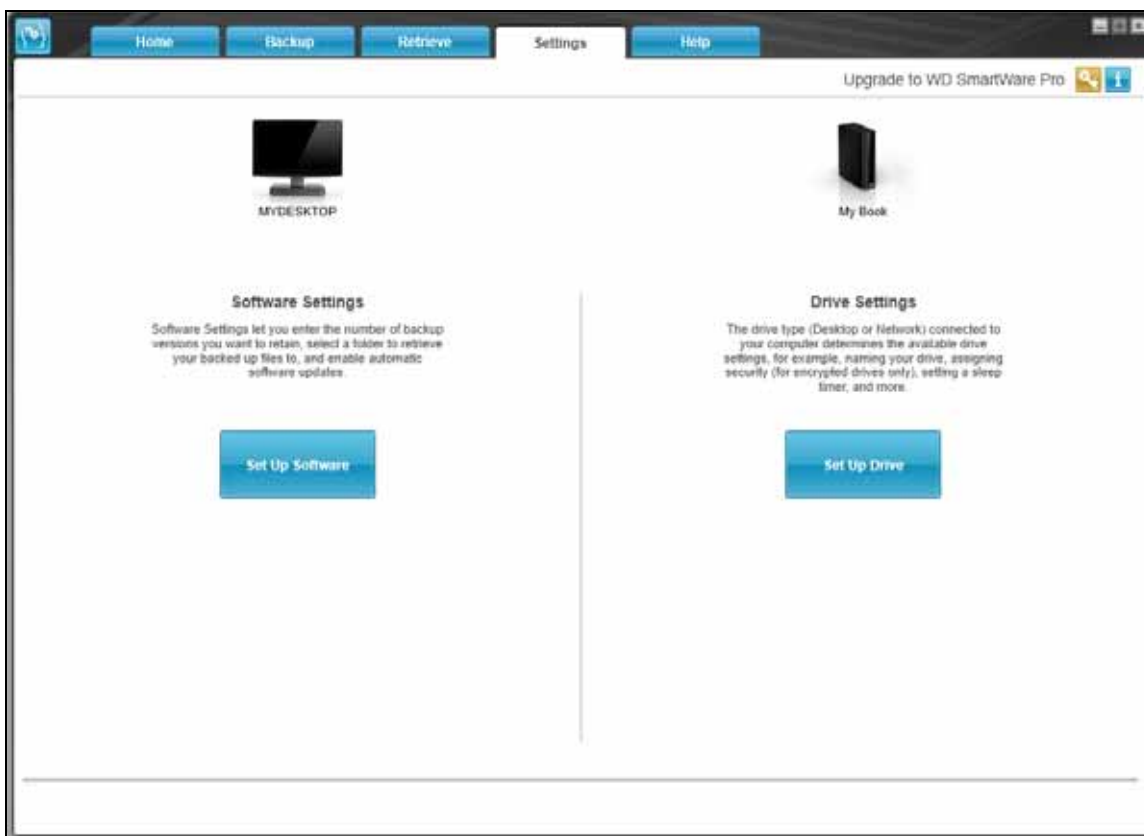 Home
Backup
Retrieve
Settings
Help
Upgrade to WD SmartWare Pro
MYDESKTOP
My Book
Software Settings
Software Settings let you enter the number of backup
versions you want to retain, select a folder to retrieve
your backed up files to, and enable automatic
software updates.
Set Up Software
Drive Settings
The drive type (Desktop or Network) connected to
your computer determines the available drive
settings, for example, naming your drive, assigning
security (for encrypted drives only), setting a sleep
timer, and more.
Set Up Drive